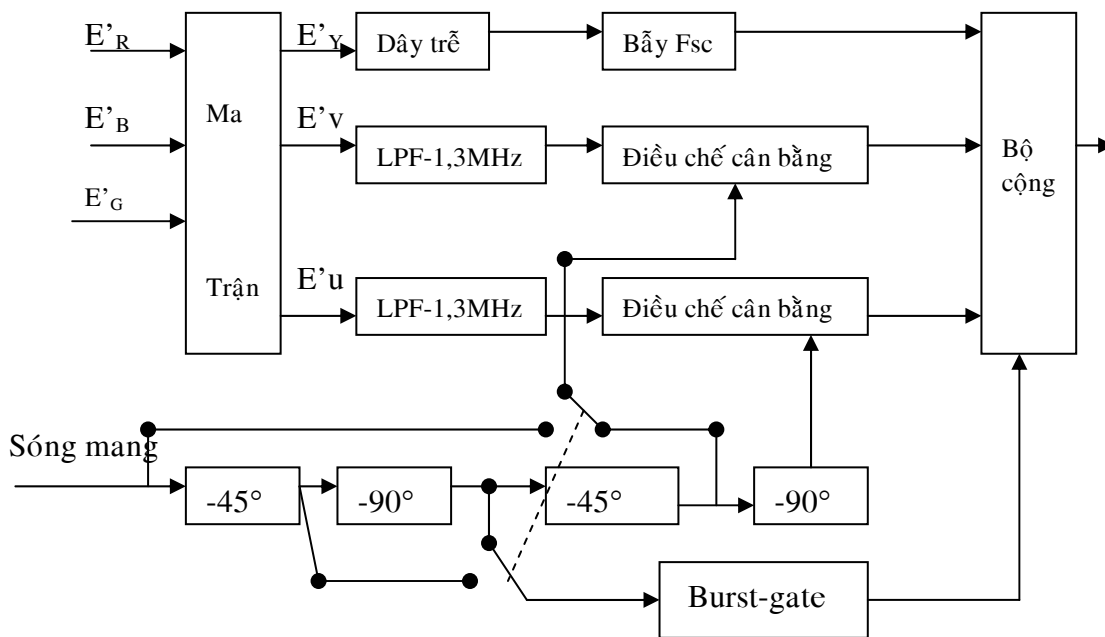 E'R
E'Y
Dây trễ
Bẫy Fsc
E'B
Ma
E'v
LPF-1,3MHz
Điều chế cân bằng
Bộ
cộng
E'G
Trận
E'u
LPF-1,3MHz
Điều chế cân bằng
Sóng mang
-45°
-90°
-45°
-90°
Burst-gate